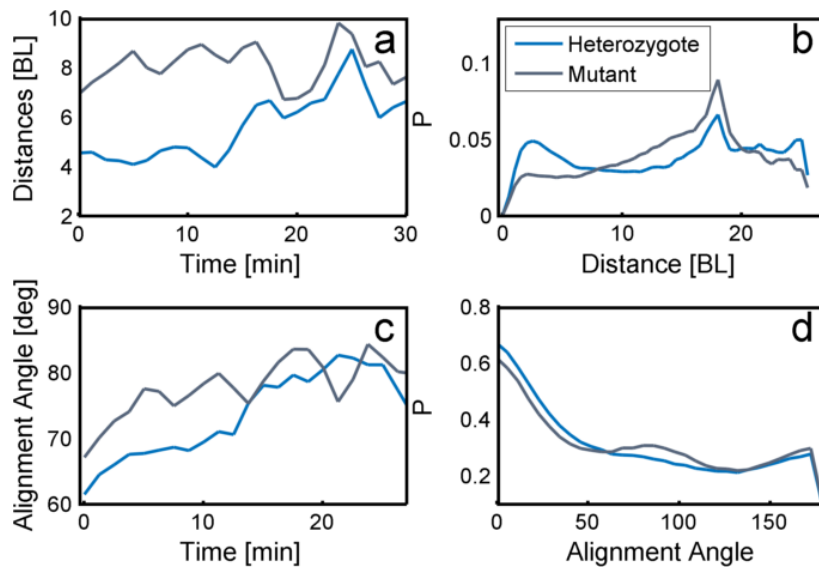 a
Distances [BL]
10
8
6
4
2
0
10
20
30
Time [min]
b
Heterozygote
Mutant
P
0.1
0.05
0
0
10
20
Distance [BL]
c
Alignment Angle [deg]
90
80
70
60
0
10
20
Time [min]
d
P
0.8
0.6
0.4
0.2
0
50
100
150
Alignment Angle